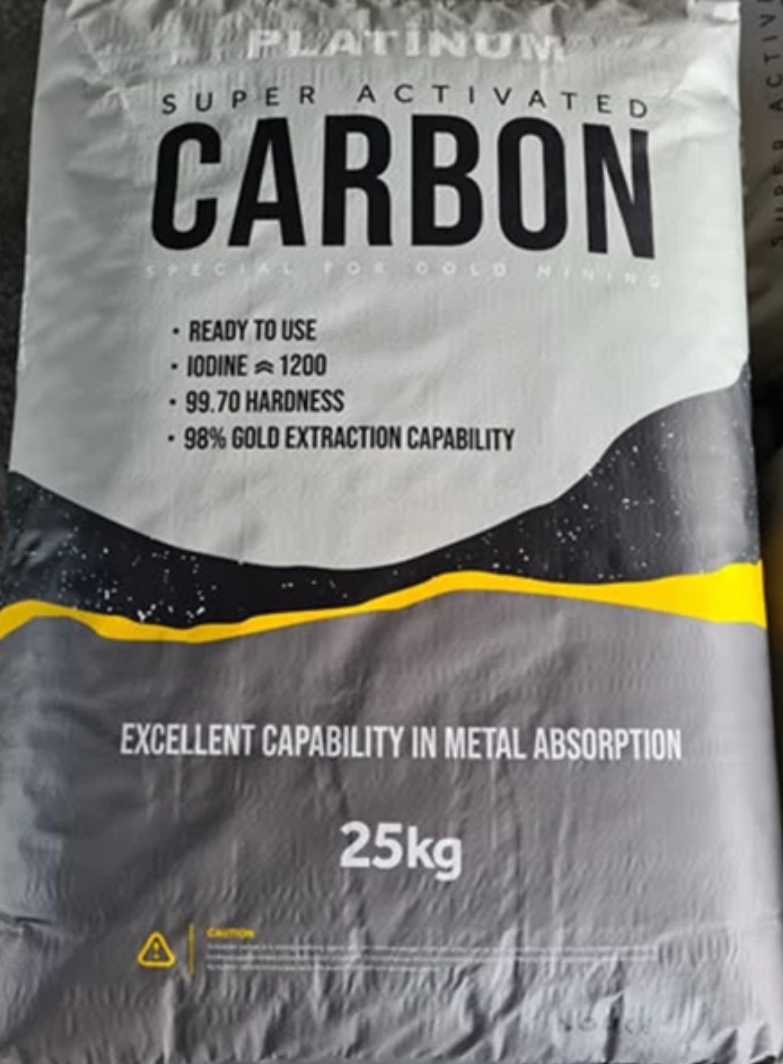 PLATINUM
SUPER ACTIVATED
CARBON
SPECIAL FOR GOLD MINING
• READY TO USE
• IODINE ≙ 1200
• 99.70 HARDNESS
• 98% GOLD EXTRACTION CAPABILITY
EXCELLENT CAPABILITY IN METAL ABSORPTION
25kg
CAUTION